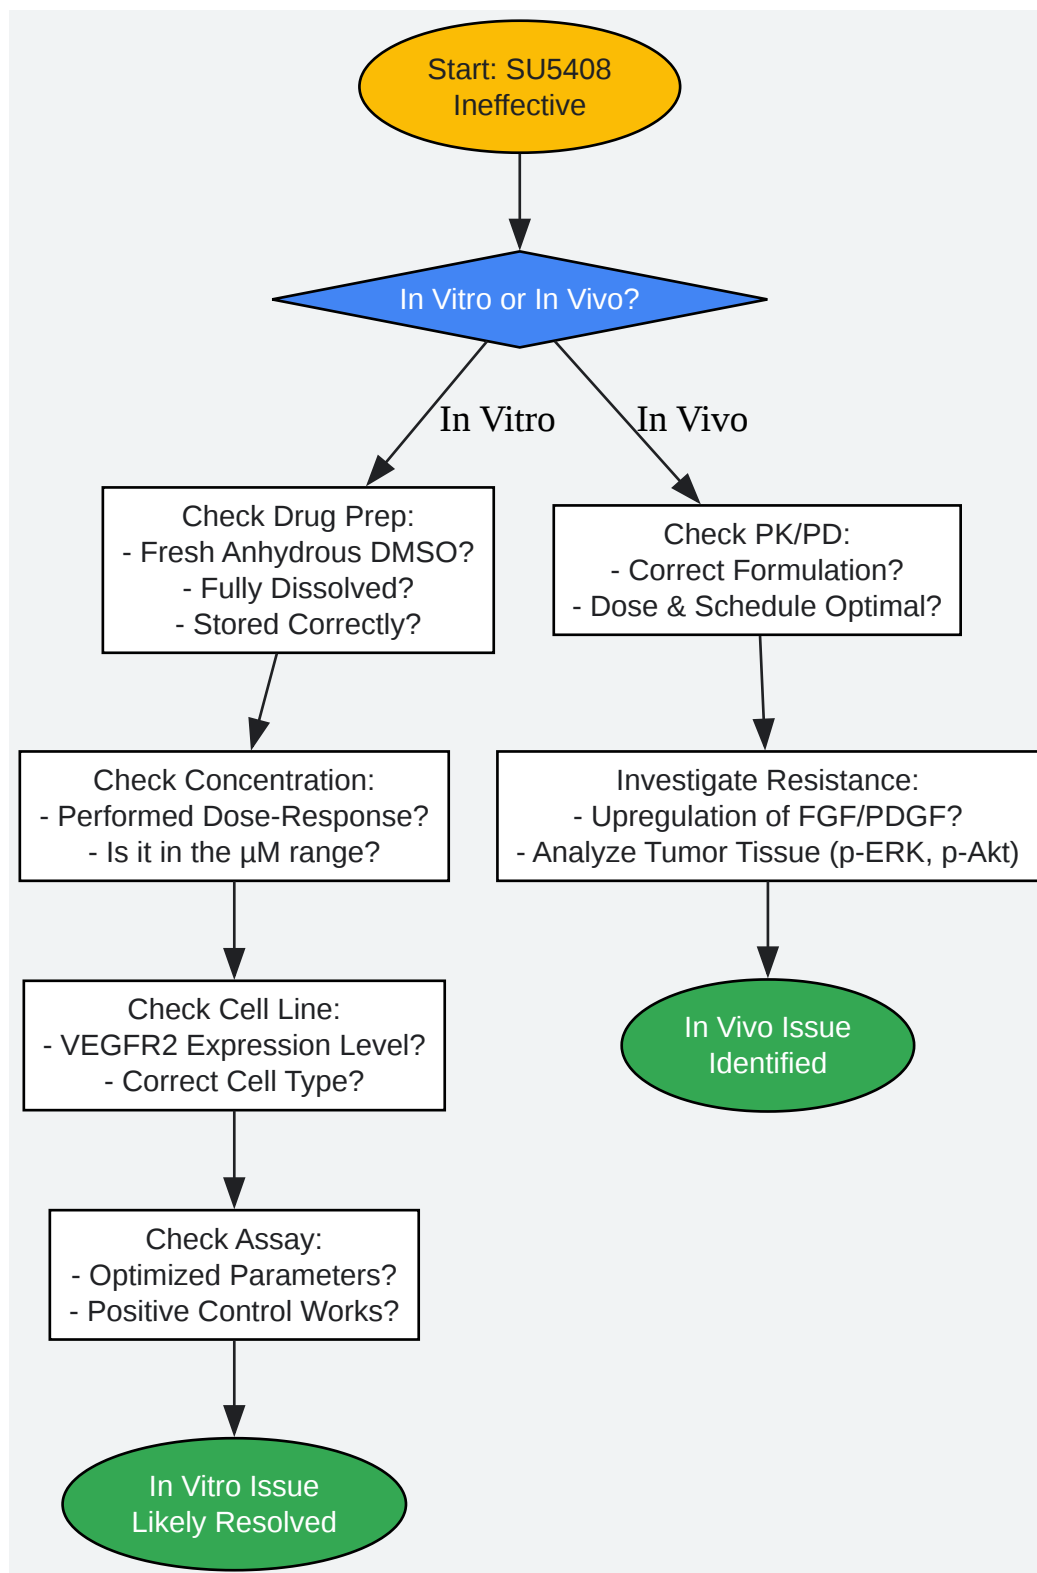 Start: SU5408
Ineffective
In Vitro or In Vivo?
In Vitro
In Vivo
Check Drug Prep:
- Fresh Anhydrous DMSO?
- Fully Dissolved?
- Stored Correctly?
Check PK/PD:
- Correct Formulation?
- Dose & Schedule Optimal?
Check Concentration:
- Performed Dose-Response?
- Is it in the µM range?
Investigate Resistance:
- Upregulation of FGF/PDGF?
- Analyze Tumor Tissue (p-ERK, p-Akt)
Check Cell Line:
- VEGFR2 Expression Level?
- Correct Cell Type?
In Vivo Issue
Identified
Check Assay:
- Optimized Parameters?
- Positive Control Works?
In Vitro Issue
Likely Resolved